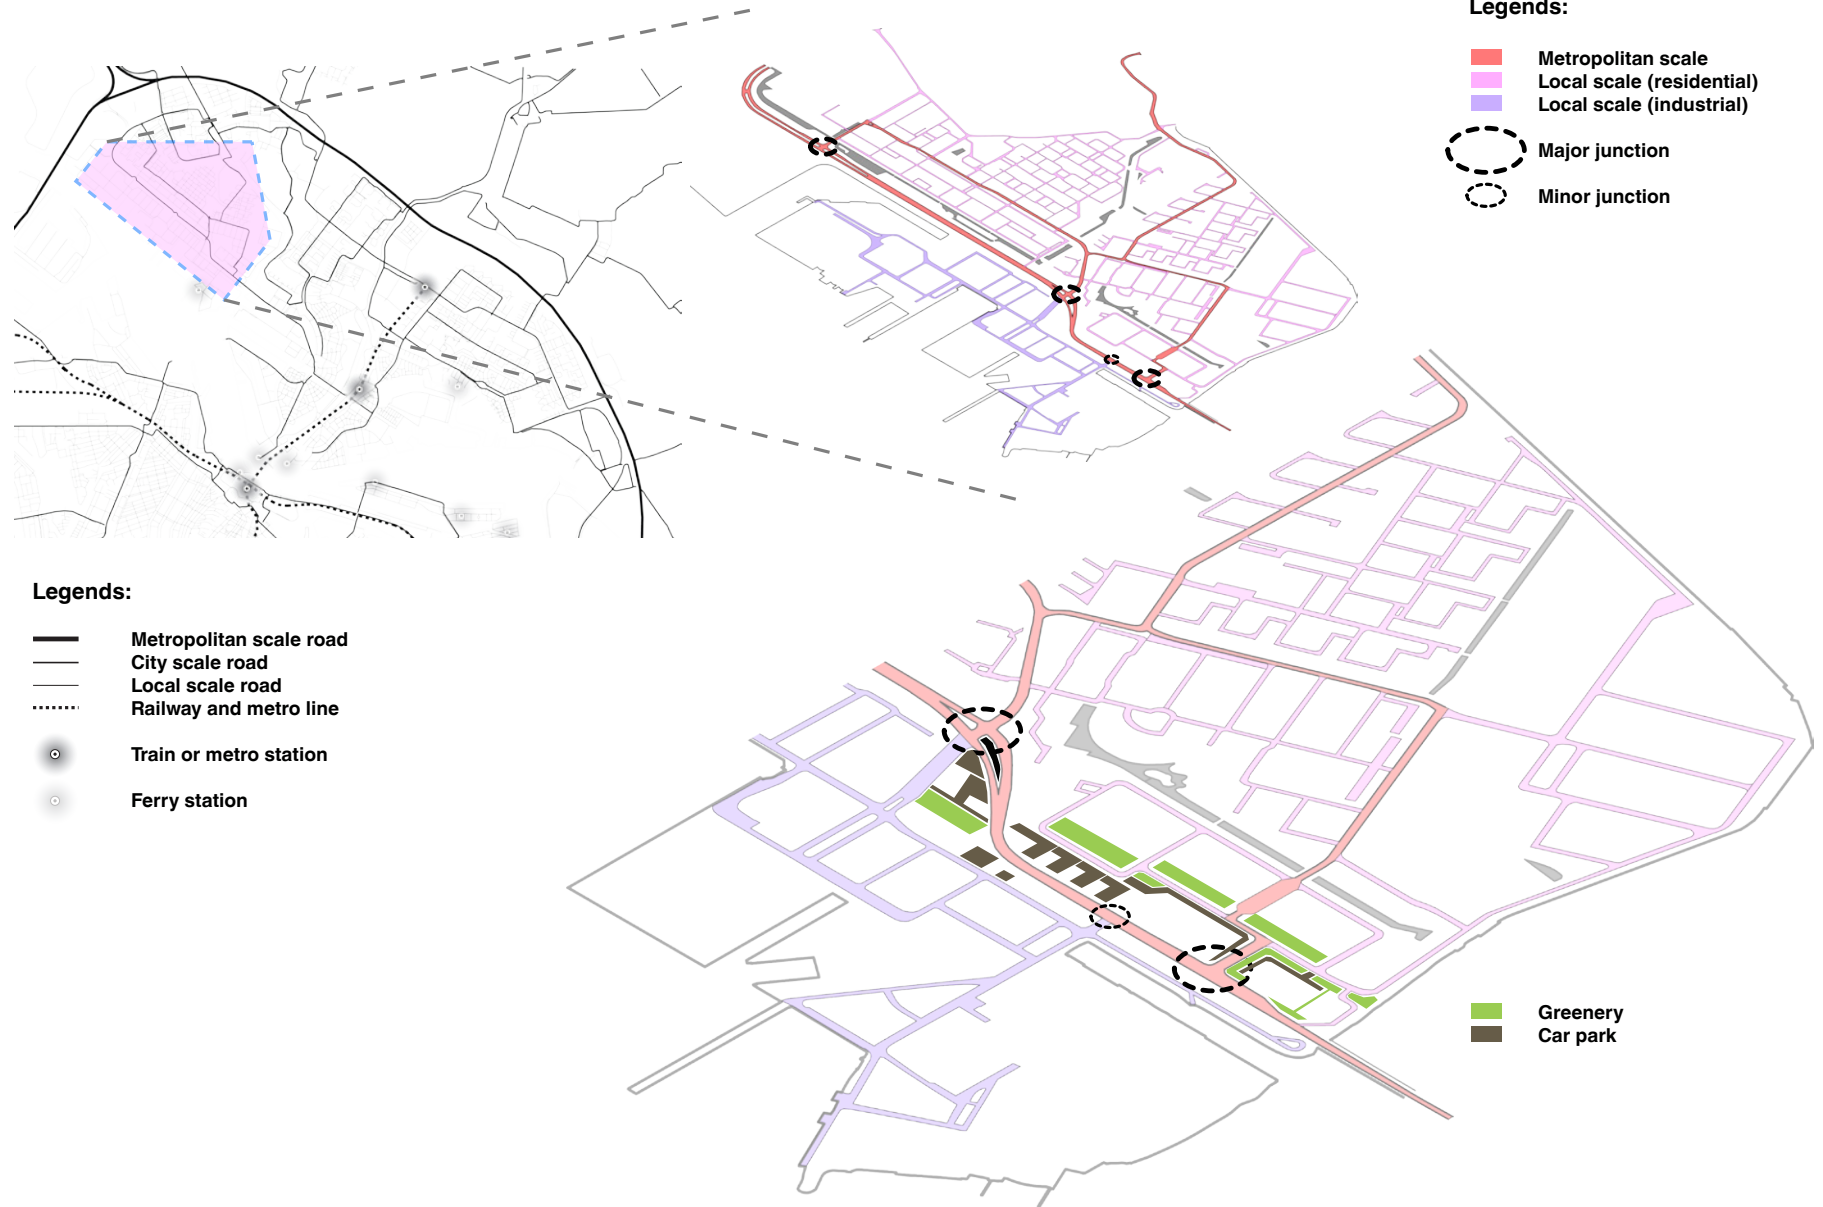 Legends:
Metropolitan scale
Local scale (residential)
Local scale (industrial)
Major junction
Minor junction
Legends:
Metropolitan scale road
City scale road
Local scale road
Railway and metro line
Train or metro station
Ferry station
Greenery
Car park